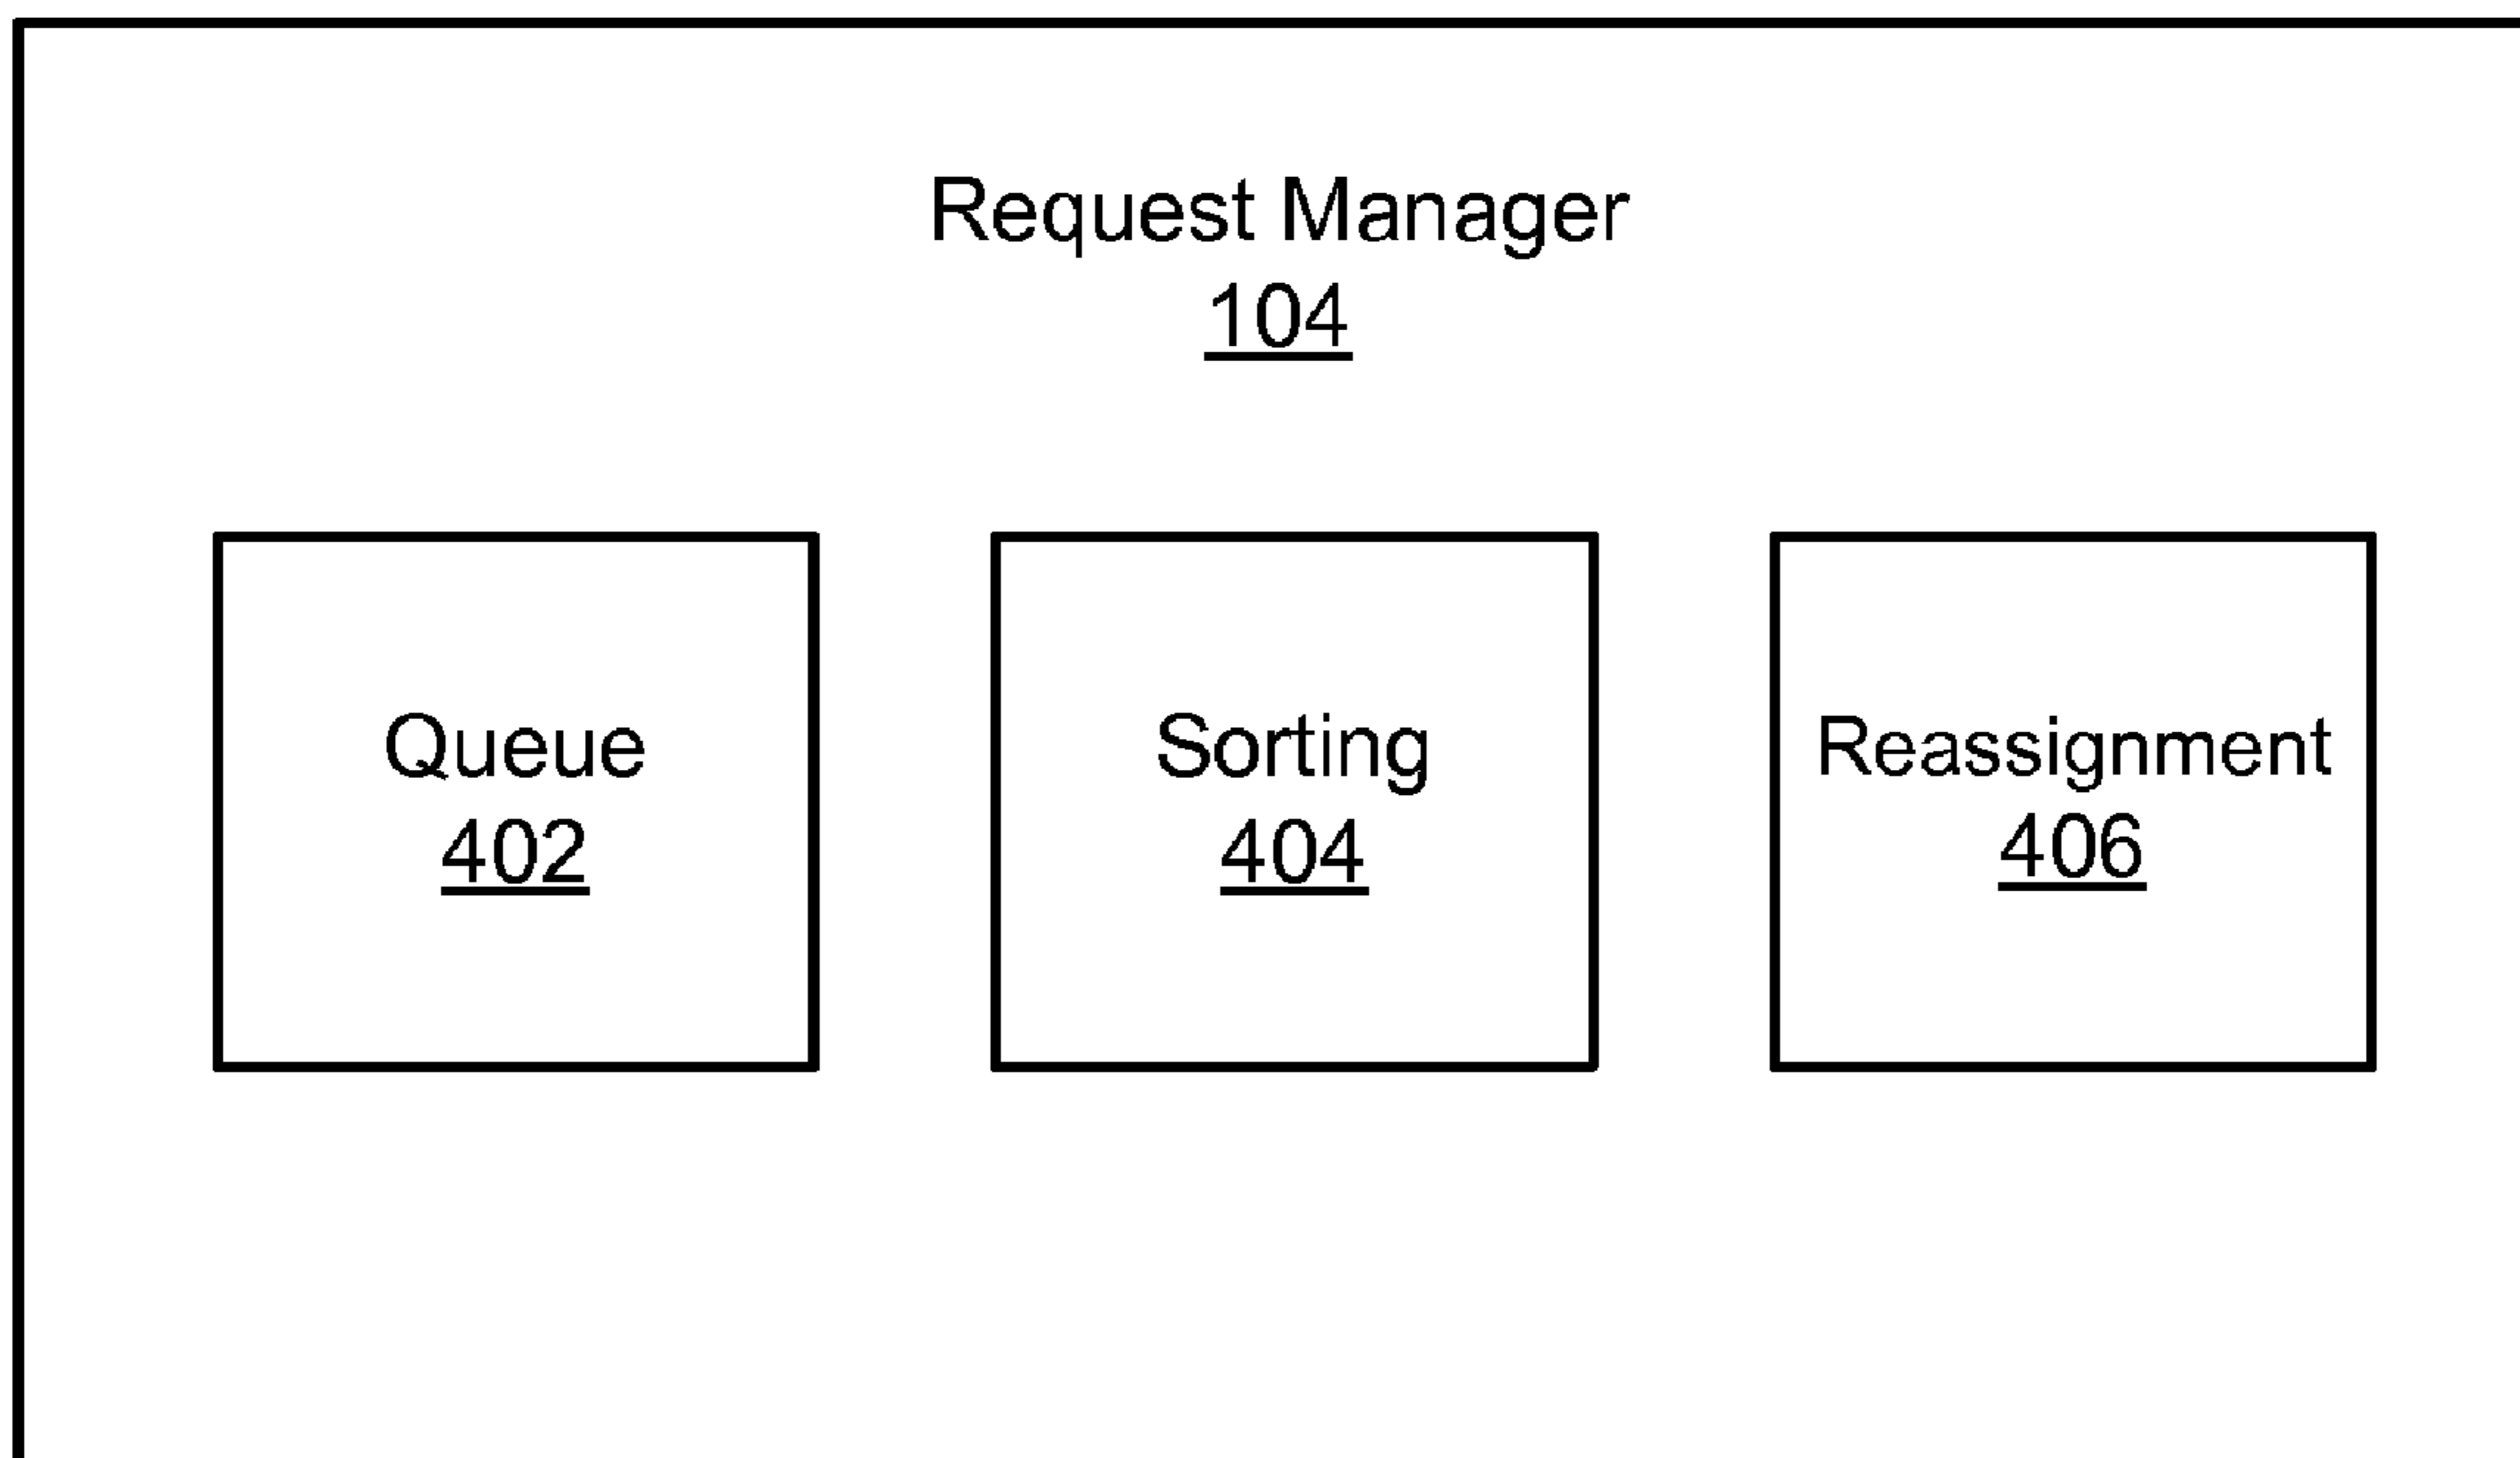 Request Manager
104
Queue
402
Sorting
404
Reassignment
406